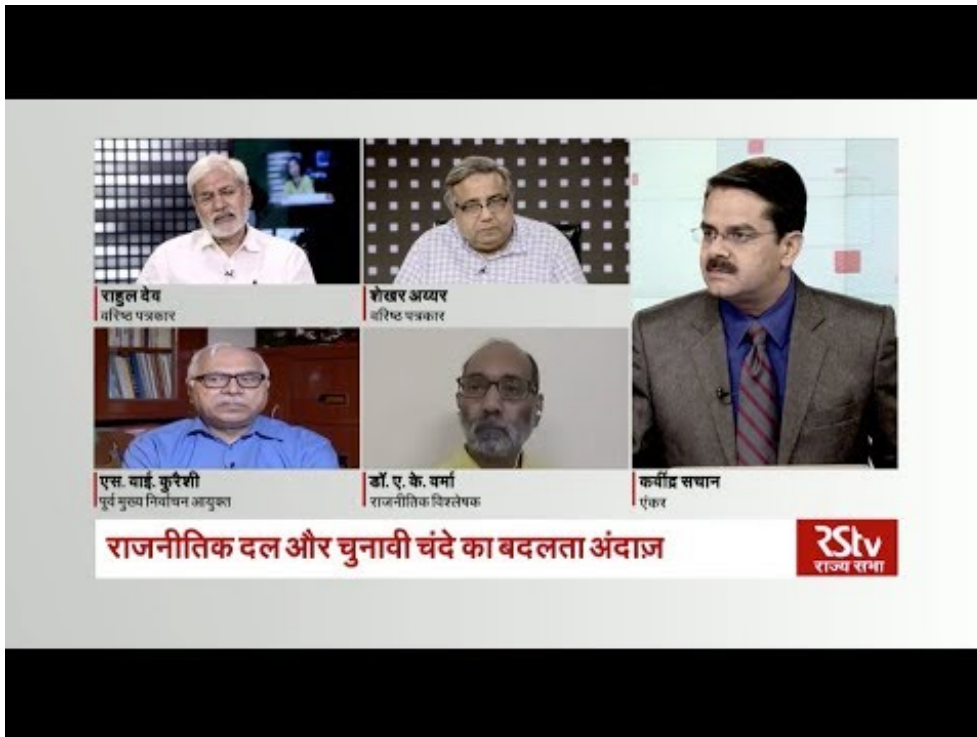 राहुल देव
वरिष्ठ पत्रकार
शेखर अय्यर
वरिष्ठ पत्रकार
एस. वाई. कुरैशी
पूर्व मुख्य निर्वाचन आयुक्त
डॉ. ए. के. वर्मा
राजनीतिक विश्लेषक
कवींद्र सचान
एंकर
राजनीतिक दल और चुनावी चंदे का बदलता अंदाज़
RStv
राज्य सभा